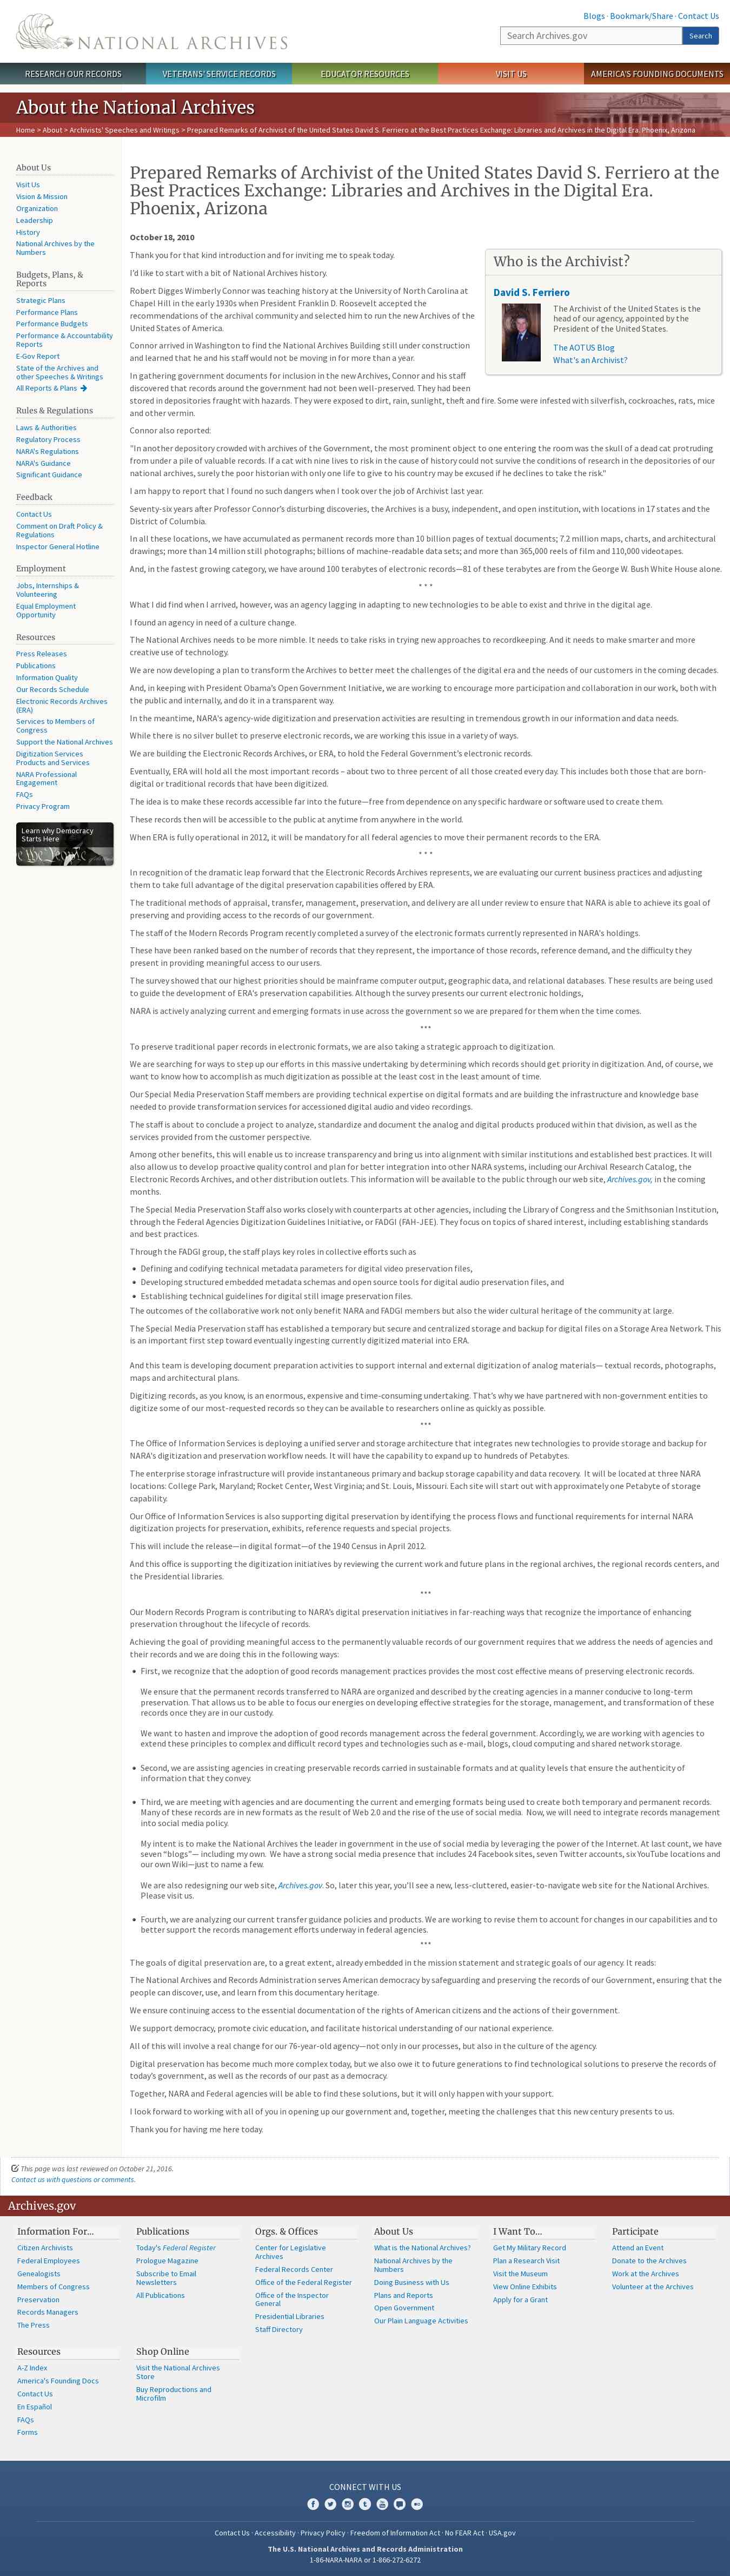 Blogs · Bookmark/Share · Contact Us
NATIONAL ARCHIVES
Search Archives.gov
Search
RESEARCH OUR RECORDS
VETERANS' SERVICE RECORDS
EDUCATOR RESOURCES
VISIT US
AMERICA'S FOUNDING DOCUMENTS
About the National Archives
Home > About > Archivists' Speeches and Writings > Prepared Remarks of Archivist of the United States David S. Ferriero at the Best Practices Exchange: Libraries and Archives in the Digital Era. Phoenix, Arizona
About Us
Visit Us
Vision & Mission
Organization
Leadership
History
National Archives by the
Numbers
Budgets, Plans, &
Reports
Strategic Plans
Performance Plans
Performance Budgets
Performance & Accountability
Reports
E-Gov Report
State of the Archives and
other Speeches & Writings
All Reports & Plans
Rules & Regulations
Laws & Authorities
Regulatory Process
NARA's Regulations
NARA's Guidance
Significant Guidance
Feedback
Contact Us
Comment on Draft Policy &
Regulations
Inspector General Hotline
Employment
Jobs, Internships &
Volunteering
Equal Employment
Opportunity
Resources
Press Releases
Publications
Information Quality
Our Records Schedule
Electronic Records Archives
(ERA)
Services to Members of
Congress
Support the National Archives
Digitization Services
Products and Services
NARA Professional
Engagement
FAQs
Privacy Program
Learn why Democracy
Starts Here
We the People
Prepared Remarks of Archivist of the United States David S. Ferriero at the
Best Practices Exchange: Libraries and Archives in the Digital Era.
Phoenix, Arizona
October 18, 2010
Who is the Archivist?
David S. Ferriero
The Archivist of the United States is the
head of our agency, appointed by the
President of the United States.
The AOTUS Blog
What's an Archivist?
Thank you for that kind introduction and for inviting me to speak today.
I'd like to start with a bit of National Archives history.
Robert Digges Wimberly Connor was teaching history at the University of North Carolina at
Chapel Hill in the early 1930s when President Franklin D. Roosevelt accepted the
recommendations of the archival and scholarly communities and selected him to run the new Archives of the
United States of America.
Connor arrived in Washington to find that the new National Archives Building still under construction and
learned that he and his staff would not be moving in for more than a year.
In gathering government documents for inclusion in the new Archives, Connor and his staff
discovered that records around the government had met with a variety of hazards. They had been
stored in depositories fraught with hazards. They were exposed to dirt, rain, sunlight, theft and fire. Some were infested with silverfish, cockroaches, rats, mice
and other vermin.
Connor also reported:
"In another depository crowded with archives of the Government, the most prominent object to one entering the room was the skull of a dead cat protruding
from under a pile of valuable records. If a cat with nine lives to risk in the cause of history could not survive the conditions of research in the depositories of our
national archives, surely the poor historian with only one life to give to his country may be excused if he declines to take the risk."
I am happy to report that I found no such dangers when I took over the job of Archivist last year.
Seventy-six years after Professor Connor's disturbing discoveries, the Archives is a busy, independent, and open institution, with locations in 17 states and the
District of Columbia.
In all these locations, we have accumulated as permanent records more than 10 billion pages of textual documents; 7.2 million maps, charts, and architectural
drawings; more than 14 million still photographs; billions of machine-readable data sets; and more than 365,000 reels of film and 110,000 videotapes.
And, in the fastest growing category, we have around 100 terabytes of electronic records—81 of these terabytes are from the George W. Bush White House alone.
* * *
What I did find when I arrived, however, was an agency lagging in adapting to new technologies to be able to exist and thrive in the digital age.
I found an agency in need of a culture change.
The National Archives needs to be more nimble. It needs to take risks in trying new approaches to recordkeeping. And it needs to make smarter and more
creative use of technology.
We are now developing a plan to transform the Archives to better meet the challenges of the digital era and the needs of our customers in the coming decades.
And, in keeping with President Obama's Open Government Initiative, we are working to encourage more participation and collaboration in our work, both with
the public and internally, and do it in a transparent way.
In the meantime, NARA's agency-wide digitization and preservation activities are resulting in tremendous growth in our information and data needs.
While there is no silver bullet to preserve electronic records, we are working this issue in a variety of ways.
We are building the Electronic Records Archives, or ERA, to hold the Federal Government's electronic records.
Eventually, ERA will hold all the most important records – about two to three percent of all those created every day. This includes both those that are born-
digital or traditional records that have been digitized.
The idea is to make these records accessible far into the future—free from dependence on any specific hardware or software used to create them.
These records then will be accessible to the public at anytime from anywhere in the world.
When ERA is fully operational in 2012, it will be mandatory for all federal agencies to move their permanent records to the ERA.
* * *
In recognition of the dramatic leap forward that the Electronic Records Archives represents, we are evaluating our current business practices and adjusting
them to take full advantage of the digital preservation capabilities offered by ERA.
The traditional methods of appraisal, transfer, management, preservation, and delivery are all under review to ensure that NARA is able to achieve its goal of
preserving and providing access to the records of our government.
The staff of the Modern Records Program recently completed a survey of the electronic formats currently represented in NARA's holdings.
These have been ranked based on the number of records that they represent, the importance of those records, reference demand, and the difficulty they
present in providing meaningful access to our users.
The survey showed that our highest priorities should be mainframe computer output, geographic data, and relational databases. These results are being used
to guide the development of ERA's preservation capabilities. Although the survey presents our current electronic holdings,
NARA is actively analyzing current and emerging formats in use across the government so we are prepared for them when the time comes.
***
To preserve traditional paper records in electronic formats, we are also taking a strategic approach to digitization.
We are searching for ways to step up our efforts in this massive undertaking by determining which records should get priority in digitization. And, of course, we
want to know how to accomplish as much digitization as possible at the least cost in the least amount of time.
Our Special Media Preservation Staff members are providing technical expertise on digital formats and are building the infrastructure and knowledge base
needed to provide transformation services for accessioned digital audio and video recordings.
The staff is about to conclude a project to analyze, standardize and document the analog and digital products produced within that division, as well as the
services provided from the customer perspective.
Among other benefits, this will enable us to increase transparency and bring us into alignment with similar institutions and established best practices. It will
also allow us to develop proactive quality control and plan for better integration into other NARA systems, including our Archival Research Catalog, the
Electronic Records Archives, and other distribution outlets. This information will be available to the public through our web site, Archives.gov, in the coming
months.
The Special Media Preservation Staff also works closely with counterparts at other agencies, including the Library of Congress and the Smithsonian Institution,
through the Federal Agencies Digitization Guidelines Initiative, or FADGI (FAH-JEE). They focus on topics of shared interest, including establishing standards
and best practices.
Through the FADGI group, the staff plays key roles in collective efforts such as
• Defining and codifying technical metadata parameters for digital video preservation files,
• Developing structured embedded metadata schemas and open source tools for digital audio preservation files, and
• Establishing technical guidelines for digital still image preservation files.
The outcomes of the collaborative work not only benefit NARA and FADGI members but also the wider cultural heritage of the community at large.
The Special Media Preservation staff has established a temporary but secure and centralized storage and backup for digital files on a Storage Area Network. This
is an important first step toward eventually ingesting currently digitized material into ERA.
And this team is developing document preparation activities to support internal and external digitization of analog materials— textual records, photographs,
maps and architectural plans.
Digitizing records, as you know, is an enormous, expensive and time-consuming undertaking. That's why we have partnered with non-government entities to
digitize some of our most-requested records so they can be available to researchers online as quickly as possible.
***
The Office of Information Services is deploying a unified server and storage architecture that integrates new technologies to provide storage and backup for
NARA's digitization and preservation workflow needs. It will have the capability to expand up to hundreds of Petabytes.
The enterprise storage infrastructure will provide instantaneous primary and backup storage capability and data recovery. It will be located at three NARA
locations: College Park, Maryland; Rocket Center, West Virginia; and St. Louis, Missouri. Each site will start out with approximately one Petabyte of storage
capability.
Our Office of Information Services is also supporting digital preservation by identifying the process flows and functional requirements for internal NARA
digitization projects for preservation, exhibits, reference requests and special projects.
This will include the release—in digital format—of the 1940 Census in April 2012.
And this office is supporting the digitization initiatives by reviewing the current work and future plans in the regional archives, the regional records centers, and
the Presidential libraries.
***
Our Modern Records Program is contributing to NARA's digital preservation initiatives in far-reaching ways that recognize the importance of enhancing
preservation throughout the lifecycle of records.
Achieving the goal of providing meaningful access to the permanently valuable records of our government requires that we address the needs of agencies and
their records and we are doing this in the following ways:
• First, we recognize that the adoption of good records management practices provides the most cost effective means of preserving electronic records.
We ensure that the permanent records transferred to NARA are organized and described by the creating agencies in a manner conducive to long-term
preservation. That allows us to be able to focus our energies on developing effective strategies for the storage, management, and transformation of these
records once they are in our custody.
We want to hasten and improve the adoption of good records management across the federal government. Accordingly, we are working with agencies to
extend these principles to complex and difficult record types and technologies such as e-mail, blogs, cloud computing and shared network storage.
• Second, we are assisting agencies in creating preservable records carried in sustainable formats and at quality levels that ensure the authenticity of
information that they convey.
• Third, we are meeting with agencies and are documenting the current and emerging formats being used to create both temporary and permanent records.
Many of these records are in new formats as the result of Web 2.0 and the rise of the use of social media. Now, we will need to integrate records management
into social media policy.
My intent is to make the National Archives the leader in government in the use of social media by leveraging the power of the Internet. At last count, we have
seven "blogs"— including my own. We have a strong social media presence that includes 24 Facebook sites, seven Twitter accounts, six YouTube locations and
our own Wiki—just to name a few.
We are also redesigning our web site, Archives.gov. So, later this year, you'll see a new, less-cluttered, easier-to-navigate web site for the National Archives.
Please visit us.
• Fourth, we are analyzing our current transfer guidance policies and products. We are working to revise them to account for changes in our capabilities and to
better support the records management efforts underway in federal agencies.
***
The goals of digital preservation are, to a great extent, already embedded in the mission statement and strategic goals of our agency. It reads:
The National Archives and Records Administration serves American democracy by safeguarding and preserving the records of our Government, ensuring that the
people can discover, use, and learn from this documentary heritage.
We ensure continuing access to the essential documentation of the rights of American citizens and the actions of their government.
We support democracy, promote civic education, and facilitate historical understanding of our national experience.
All of this will involve a real change for our 76-year-old agency—not only in our processes, but also in the culture of the agency.
Digital preservation has become much more complex today, but we also owe it to future generations to find technological solutions to preserve the records of
today's government, as well as the records of our past as a democracy.
Together, NARA and Federal agencies will be able to find these solutions, but it will only happen with your support.
I look forward to working with all of you in opening up our government and, together, meeting the challenges that this new century presents to us.
Thank you for having me here today.
This page was last reviewed on October 21, 2016.
Contact us with questions or comments.
Archives.gov
Information For…
Citizen Archivists
Federal Employees
Genealogists
Members of Congress
Preservation
Records Managers
The Press
Publications
Today's Federal Register
Prologue Magazine
Subscribe to Email
Newsletters
All Publications
Orgs. & Offices
Center for Legislative
Archives
Federal Records Center
Office of the Federal Register
Office of the Inspector
General
Presidential Libraries
Staff Directory
About Us
What is the National Archives?
National Archives by the
Numbers
Doing Business with Us
Plans and Reports
Open Government
Our Plain Language Activities
I Want To…
Get My Military Record
Plan a Research Visit
Visit the Museum
View Online Exhibits
Apply for a Grant
Participate
Attend an Event
Donate to the Archives
Work at the Archives
Volunteer at the Archives
Resources
A-Z Index
America's Founding Docs
Contact Us
En Español
FAQs
Forms
Shop Online
Visit the National Archives
Store
Buy Reproductions and
Microfilm
CONNECT WITH US
Contact Us · Accessibility · Privacy Policy · Freedom of Information Act · No FEAR Act · USA.gov
The U.S. National Archives and Records Administration
1-86-NARA-NARA or 1-866-272-6272